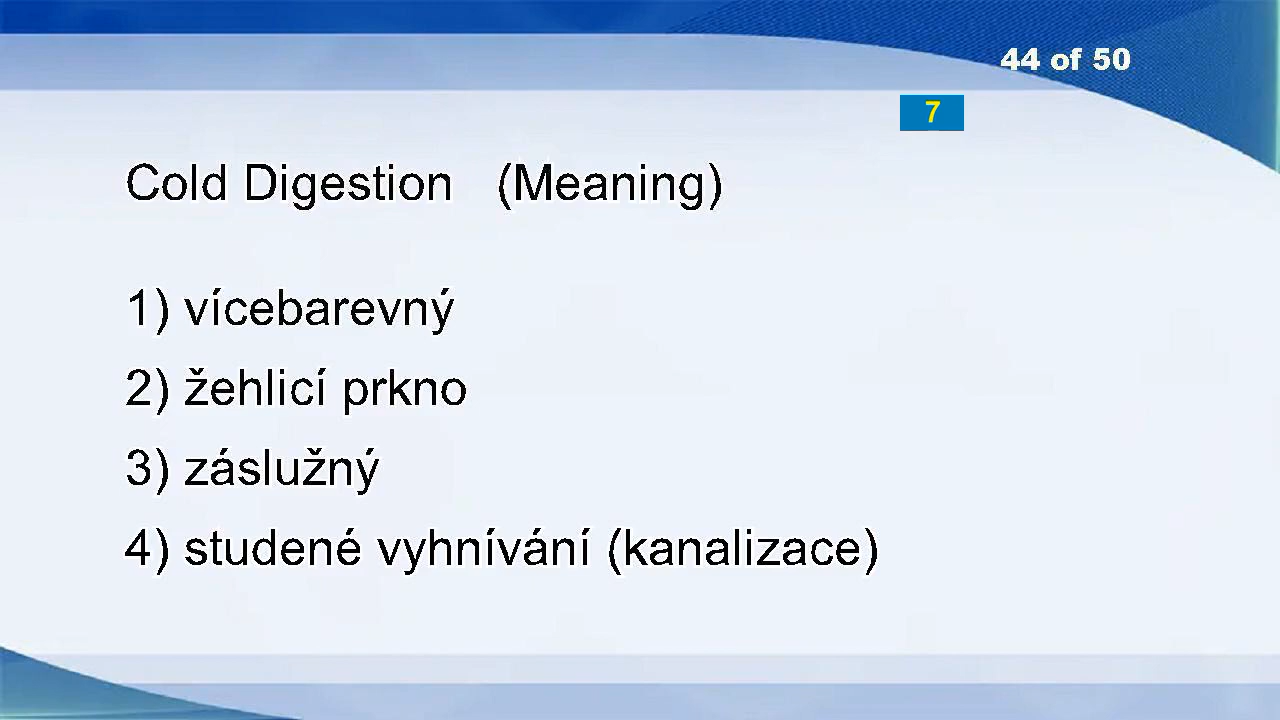 44 of 50
7
Cold Digestion (Meaning)
1) vícebarevný
2) žehlicí prkno
3) záslužný
4) studené vyhnívání (kanalizace)